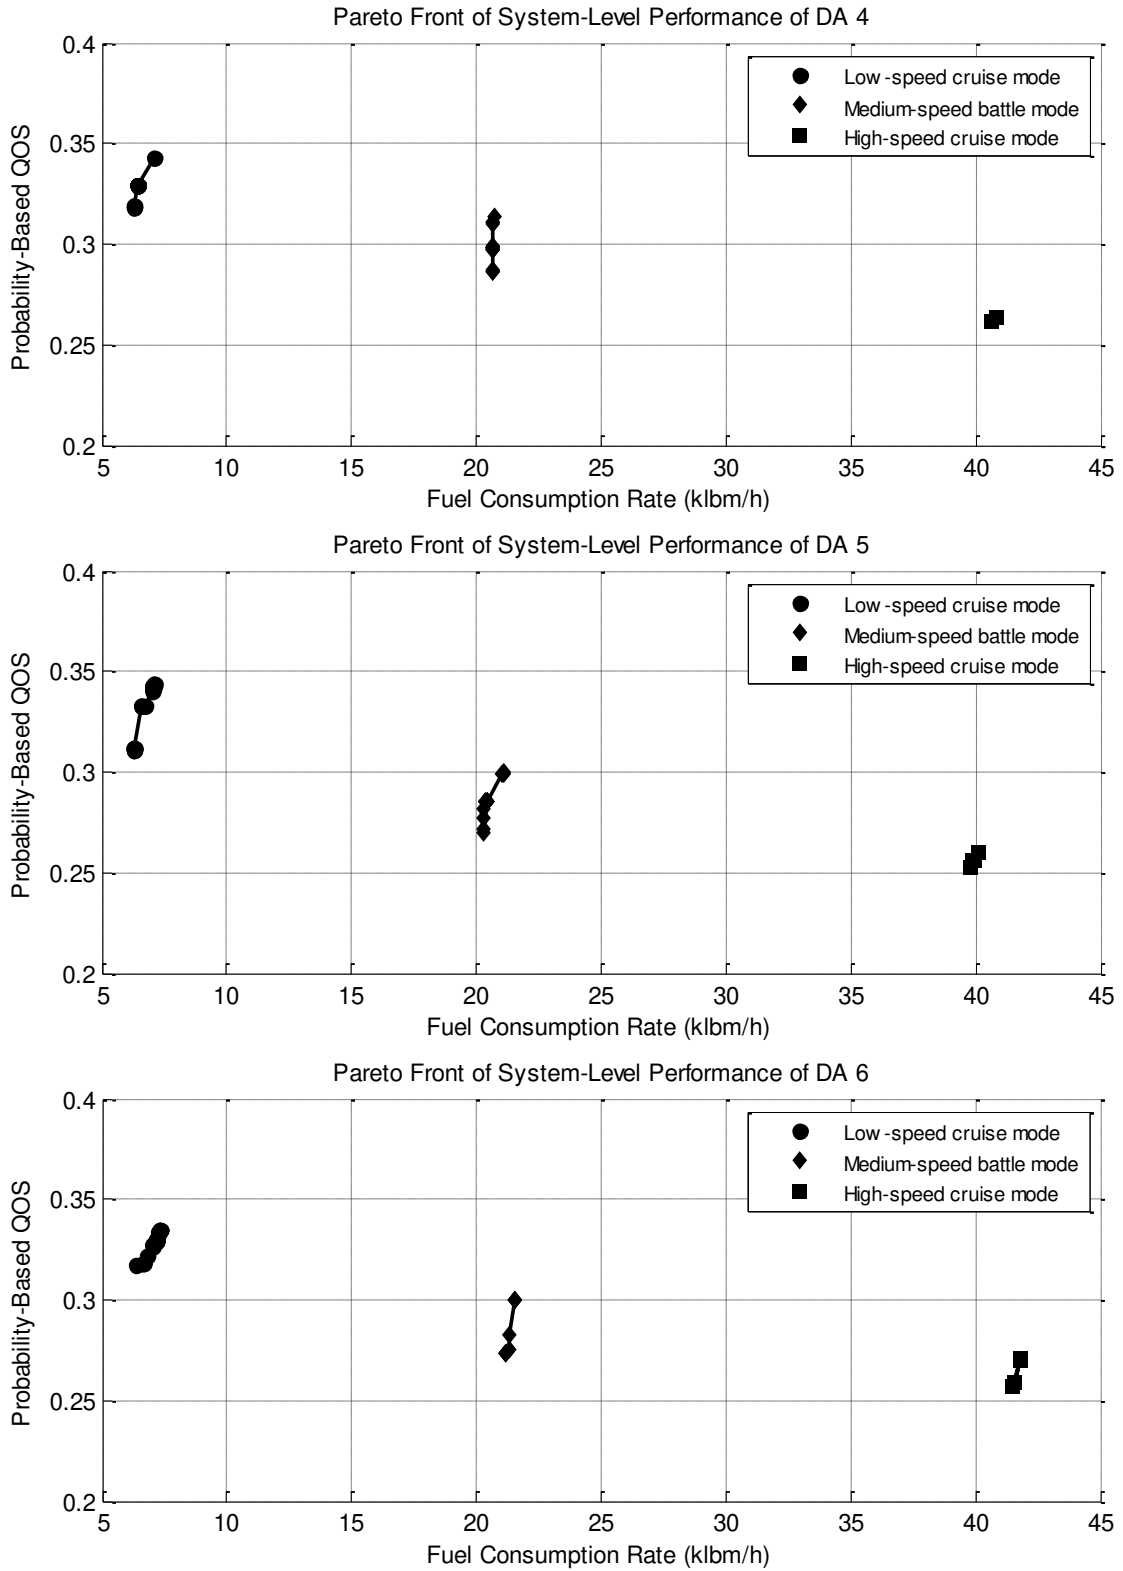 Pareto Front of System-Level Performance of DA 4
0.4
Low-speed cruise mode
Medium-speed battle mode
High-speed cruise mode
0.35
0.3
0.25
0.2
Probability-Based QOS
5 10 15 20 25 30 35 40 45
Fuel Consumption Rate (klbm/h)
Pareto Front of System-Level Performance of DA 5
0.4
Low-speed cruise mode
Medium-speed battle mode
High-speed cruise mode
0.35
0.3
0.25
0.2
Probability-Based QOS
5 10 15 20 25 30 35 40 45
Fuel Consumption Rate (klbm/h)
Pareto Front of System-Level Performance of DA 6
0.4
Low-speed cruise mode
Medium-speed battle mode
High-speed cruise mode
0.35
0.3
0.25
0.2
Probability-Based QOS
5 10 15 20 25 30 35 40 45
Fuel Consumption Rate (klbm/h)